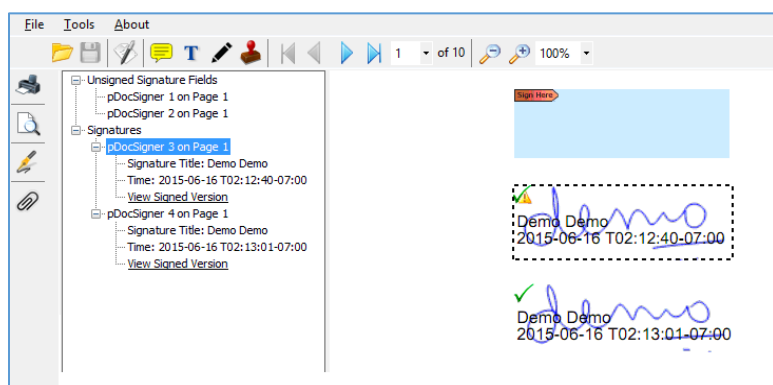 File Tools About
T 1 of 10 100%
Unsigned Signature Fields
pDocSigner 1 on Page 1
pDocSigner 2 on Page 1
Signatures
pDocSigner 3 on Page 1
Signature Title: Demo Demo
Time: 2015-06-16 T02:12:40-07:00
View Signed Version
pDocSigner 4 on Page 1
Signature Title: Demo Demo
Time: 2015-06-16 T02:13:01-07:00
View Signed Version
Sign Here
demo
Demo Demo
2015-06-16 T02:12:40-07:00
demo
Demo Demo
2015-06-16 T02:13:01-07:00